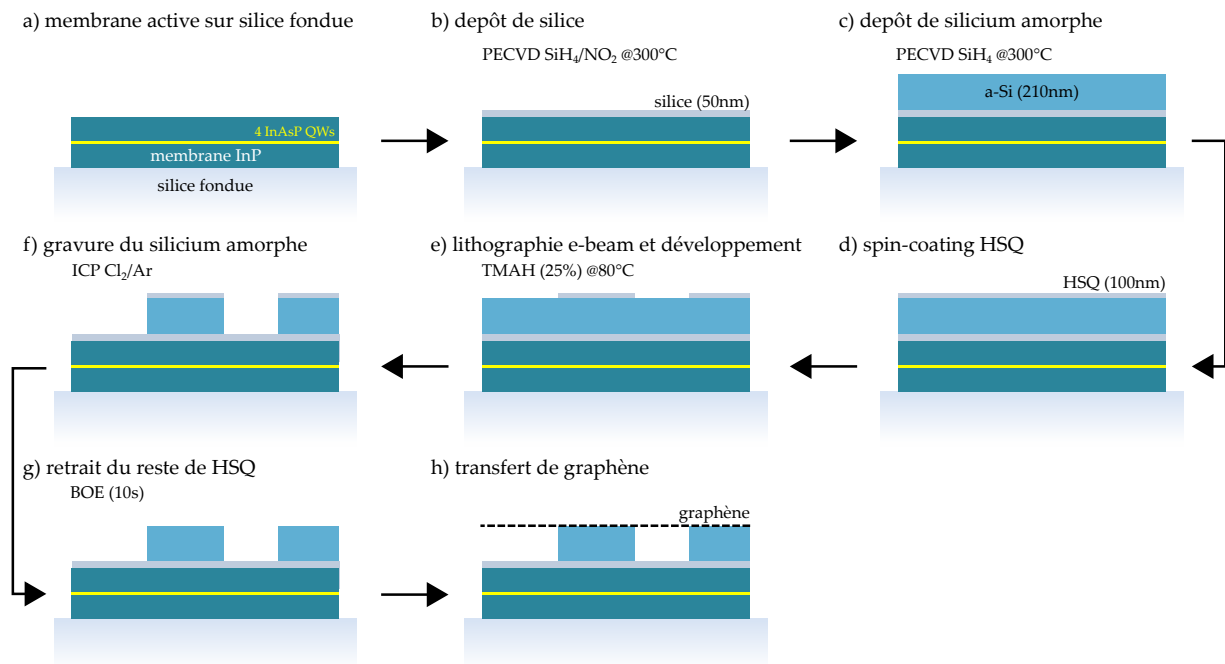 a) membrane active sur silice fondue
4 InAsP QWs
membrane InP
silice fondue
b) depôt de silice
PECVD SiH₄/NO₂ @300°C
silice (50nm)
c) depôt de silicium amorphe
PECVD SiH₄ @300°C
a-Si (210nm)
d) spin-coating HSQ
HSQ (100nm)
e) lithographie e-beam et développement
TMAH (25%) @80°C
f) gravure du silicium amorphe
ICP Cl₂/Ar
g) retrait du reste de HSQ
BOE (10s)
h) transfert de graphène
graphène